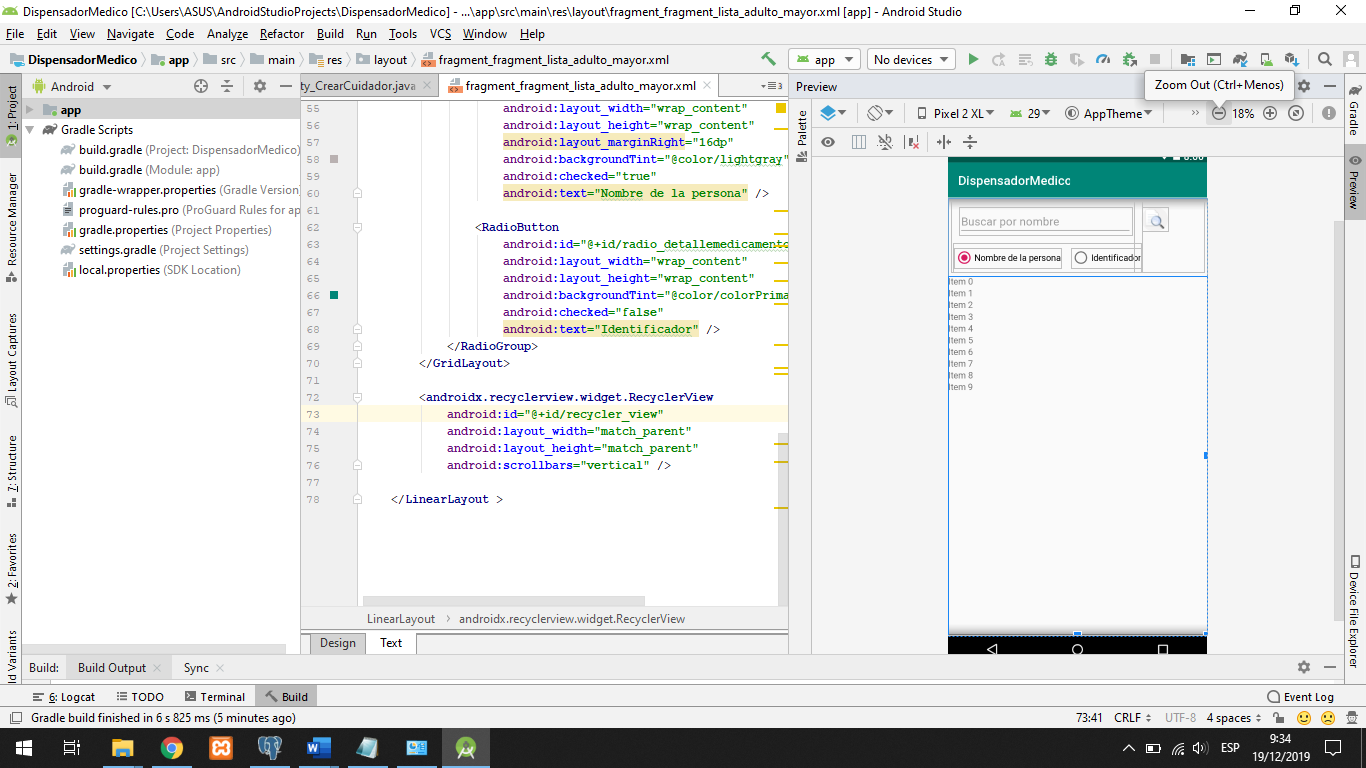 DispensadorMedico [C:\Users\ASUS\AndroidStudioProjects\DispensadorMedico] - ...\app\src\main\res\layout\fragment_fragment_lista_adulto_mayor.xml [app] - Android Studio
File Edit View Navigate Code Analyze Refactor Build Run Tools VCS Window Help
DispensadorMedico app src main res layout fragment_fragment_lista_adulto_mayor.xml app No devices
Zoom Out (Ctrl+Menos)
Android
ty_CrearCuidador.java fragment_fragment_lista_adulto_mayor.xml 3
Preview
Pixel 2 XL 29 AppTheme » 18%
1: Project
Resource Manager
Layout Captures
7: Structure
2: Favorites
ld Variants
app
Gradle Scripts
build.gradle (Project: DispensadorMedico)
build.gradle (Module: app)
gradle-wrapper.properties (Gradle Version
proguard-rules.pro (ProGuard Rules for ap
gradle.properties (Project Properties)
settings.gradle (Project Settings)
local.properties (SDK Location)
55 android:layout_width="wrap_content"
56 android:layout_height="wrap_content"
57 android:layout_marginRight="16dp"
58 android:backgroundTint="@color/lightgray"
59 android:checked="true"
60 android:text="Nombre de la persona" />
61
62 <RadioButton
63 android:id="@+id/radio_detallemedicamento
64 android:layout_width="wrap_content"
65 android:layout_height="wrap_content"
66 android:backgroundTint="@color/colorPrima
67 android:checked="false"
68 android:text="Identificador" />
69 </RadioGroup>
70 </GridLayout>
71
72 <androidx.recyclerview.widget.RecyclerView
73 android:id="@+id/recycler_view"
74 android:layout_width="match_parent"
75 android:layout_height="match_parent"
76 android:scrollbars="vertical" />
77
78 </LinearLayout >
LinearLayout › androidx.recyclerview.widget.RecyclerView
Design Text
Palette
DispensadorMedico
Buscar por nombre
Nombre de la persona Identificador
Item 0
Item 1
Item 2
Item 3
Item 4
Item 5
Item 6
Item 7
Item 8
Item 9
Gradle
Preview
Device File Explorer
Build: Build Output Sync
6: Logcat TODO Terminal Build Event Log
Gradle build finished in 6 s 825 ms (5 minutes ago) 73:41 CRLF UTF-8 4 spaces
ESP 9:34
19/12/2019